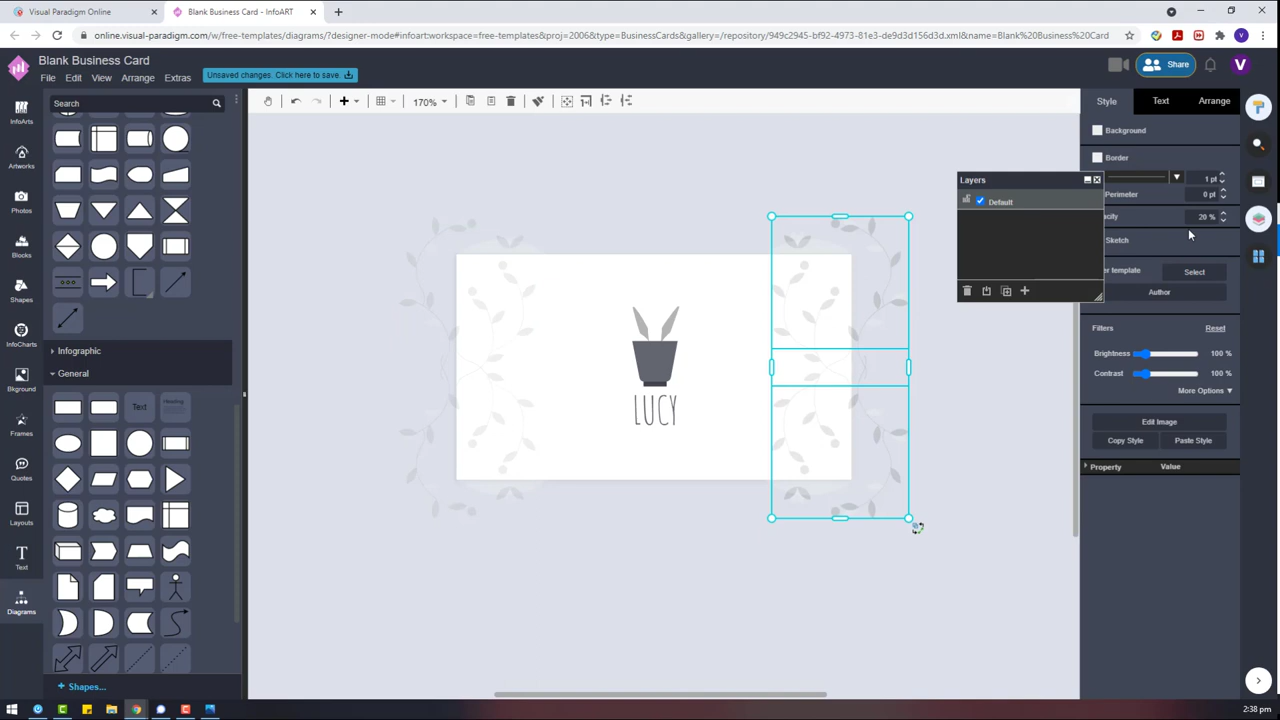 Visual Paradigm Online
Blank Business Card - InfoART
online.visual-paradigm.com/w/free-templates/diagrams/?designer-mode#infoart:workspace=free-templates&proj=2006&type=BusinessCards&gallery=/repository/949c2945-bf92-4973-81e3-de9d3d156d3d.xml&name=Blank%20Business%20Card
V
Blank Business Card
File Edit View Arrange Extras
Unsaved changes. Click here to save.
Share
V
Search
170%
Style Text Arrange
InfoArts
Artworks
Photos
Blocks
Shapes
InfoCharts
Bkground
Frames
Quotes
Layouts
Text
Diagrams
Infographic
General
Text
Heading
+ Shapes...
LUCY
Layers
Default
Background
Border
1 pt
Perimeter 0 pt
acity 20 %
Sketch
er template Select
Author
Filters Reset
Brightness 100 %
Contrast 100 %
More Options
Edit Image
Copy Style Paste Style
Property Value
2:38 pm